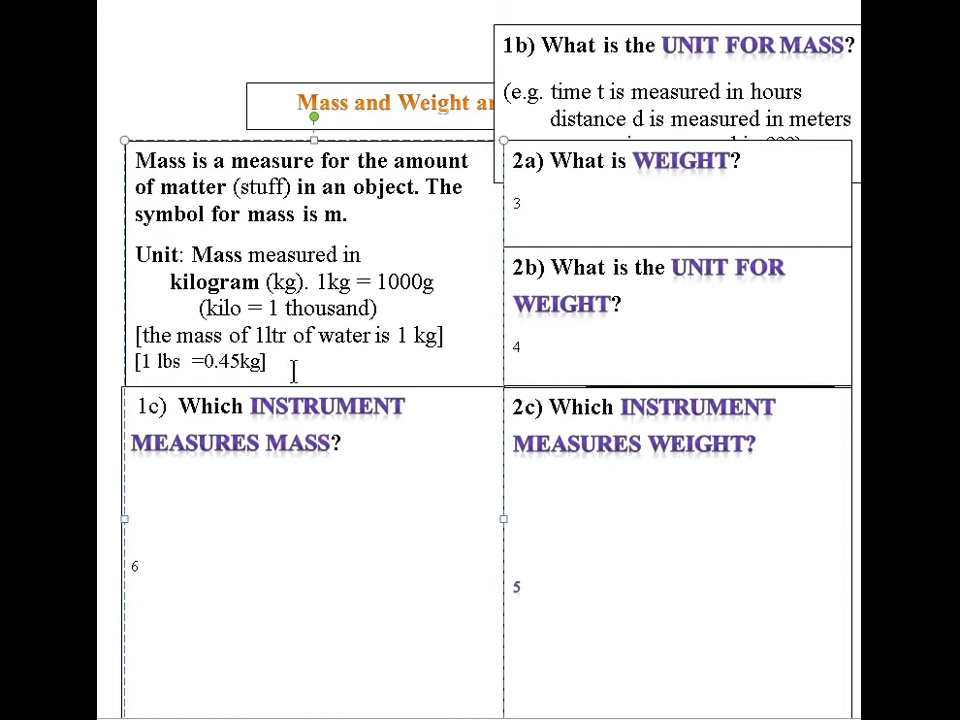 1b) What is the UNIT FOR MASS?
(e.g. time t is measured in hours
distance d is measured in meters
Mass and Weight
Mass is a measure for the amount
of matter (stuff) in an object. The
symbol for mass is m.
Unit: Mass measured in
kilogram (kg). 1kg = 1000g
(kilo = 1 thousand)
[the mass of 1ltr of water is 1 kg]
[1 lbs =0.45kg]
2a) What is WEIGHT?
3
2b) What is the UNIT FOR
WEIGHT?
4
1c) Which INSTRUMENT
MEASURES MASS?
6
2c) Which INSTRUMENT
MEASURES WEIGHT?
5